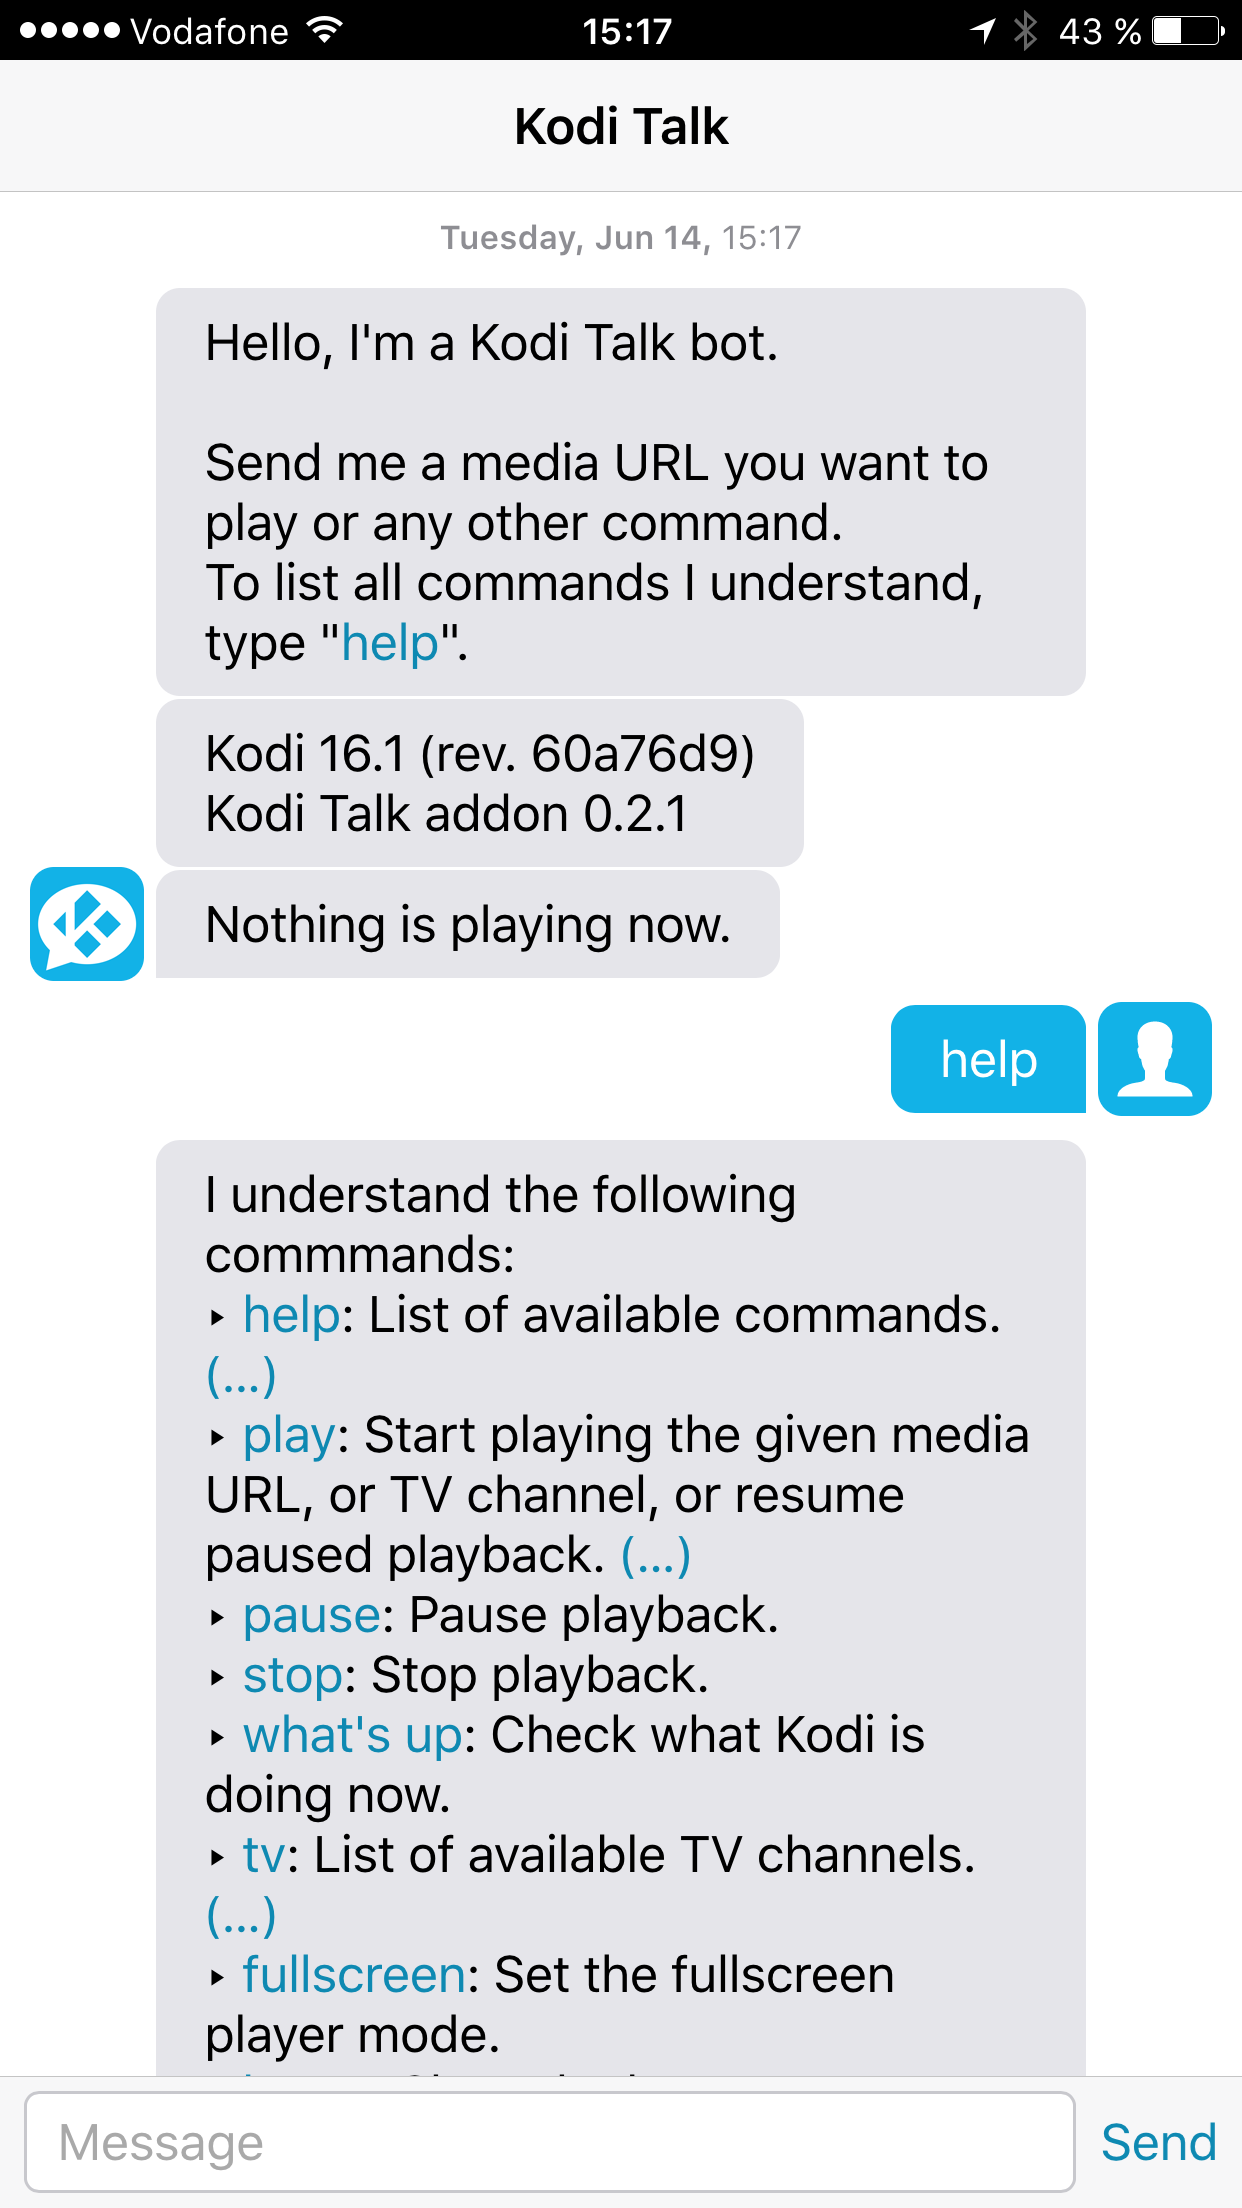 Vodafone 15:17 43 %
Kodi Talk
Tuesday, Jun 14, 15:17
Hello, I'm a Kodi Talk bot.
Send me a media URL you want to
play or any other command.
To list all commands I understand,
type "help".
Kodi 16.1 (rev. 60a76d9)
Kodi Talk addon 0.2.1
Nothing is playing now.
help
I understand the following
commmands:
‣ help: List of available commands.
(...)
‣ play: Start playing the given media
URL, or TV channel, or resume
paused playback. (...)
‣ pause: Pause playback.
‣ stop: Stop playback.
‣ what's up: Check what Kodi is
doing now.
‣ tv: List of available TV channels.
(...)
‣ fullscreen: Set the fullscreen
player mode.
Message
Send